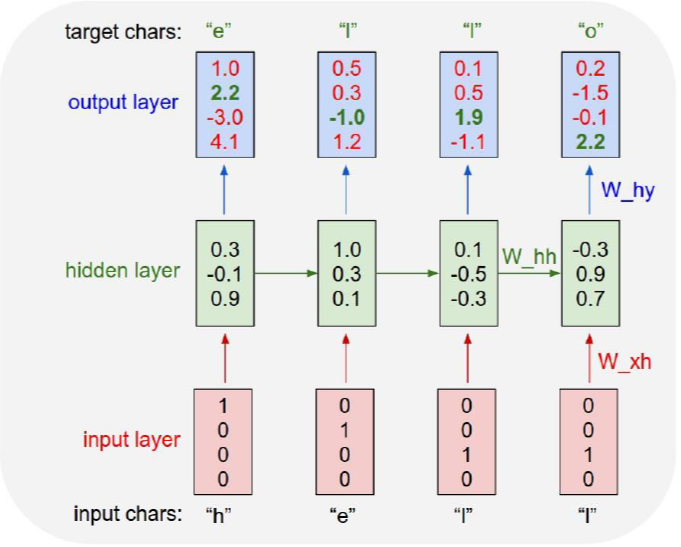 target chars: “e” “l” “l” “o”
output layer
1.0 0.5 0.1 0.2
2.2 0.3 0.5 -1.5
-3.0 -1.0 1.9 -0.1
4.1 1.2 -1.1 2.2
W_hy
hidden layer
0.3 1.0 0.1 -0.3
-0.1 0.3 -0.5 0.9
0.9 0.1 -0.3 0.7
W_hh
W_xh
input layer
1 0 0 0
0 1 0 0
0 0 1 1
0 0 0 0
input chars: “h” “e” “l” “l”